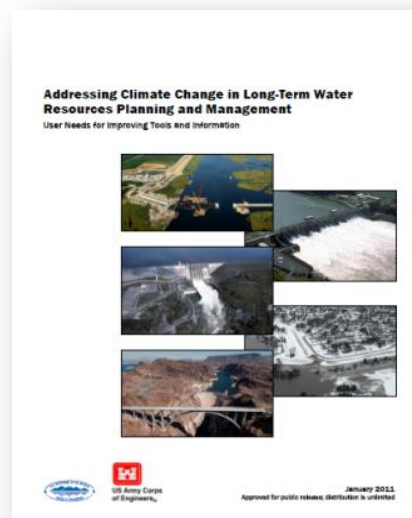 Addressing Climate Change in Long-Term Water
Resources Planning and Management
User Needs for Improving Tools and Information
US Army Corps
of Engineers®
January 2011
Approved for public release; distribution is unlimited